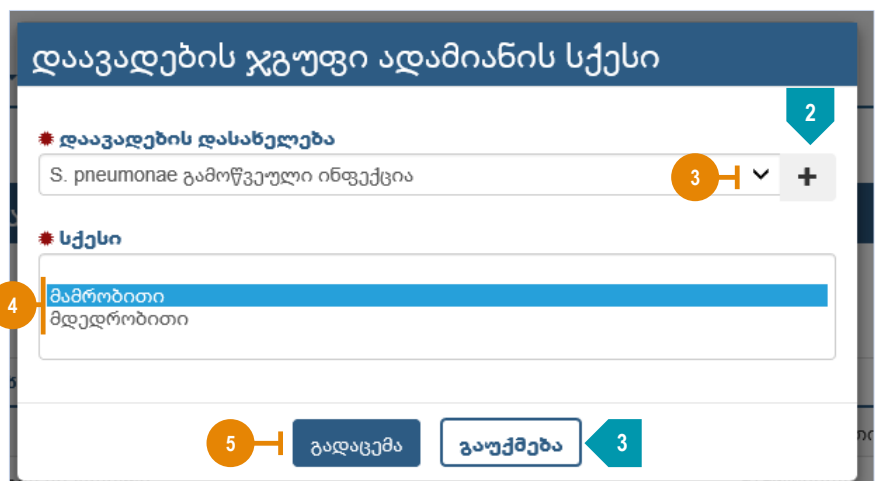 დაავადების ჯგუფი ადამიანის სქესი
2
დაავადების დასახელება
S. pneumonae გამოწვეული ინფექცია
3
+
სქესი
4
მამრობითი
მდედრობითი
5
გადაცემა
გაუქმება
3